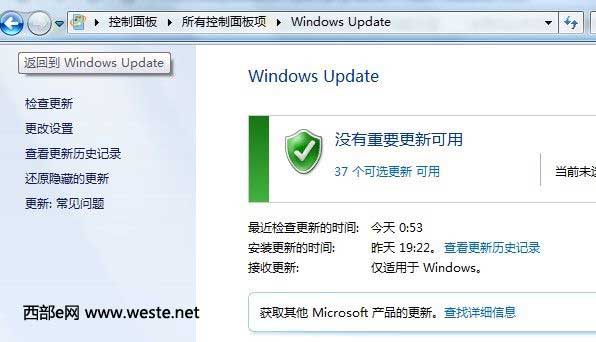 控制面板 ▸ 所有控制面板项 ▸ Windows Update
返回到 Windows Update
检查更新
更改设置
查看更新历史记录
还原隐藏的更新
更新: 常见问题
Windows Update
没有重要更新可用
37 个可选更新 可用
当前未
最近检查更新的时间: 今天 0:53
安装更新的时间: 昨天 19:22。查看更新历史记录
接收更新: 仅适用于 Windows。
获取其他 Microsoft 产品的更新。查找详细信息
西部e网 www.weste.net